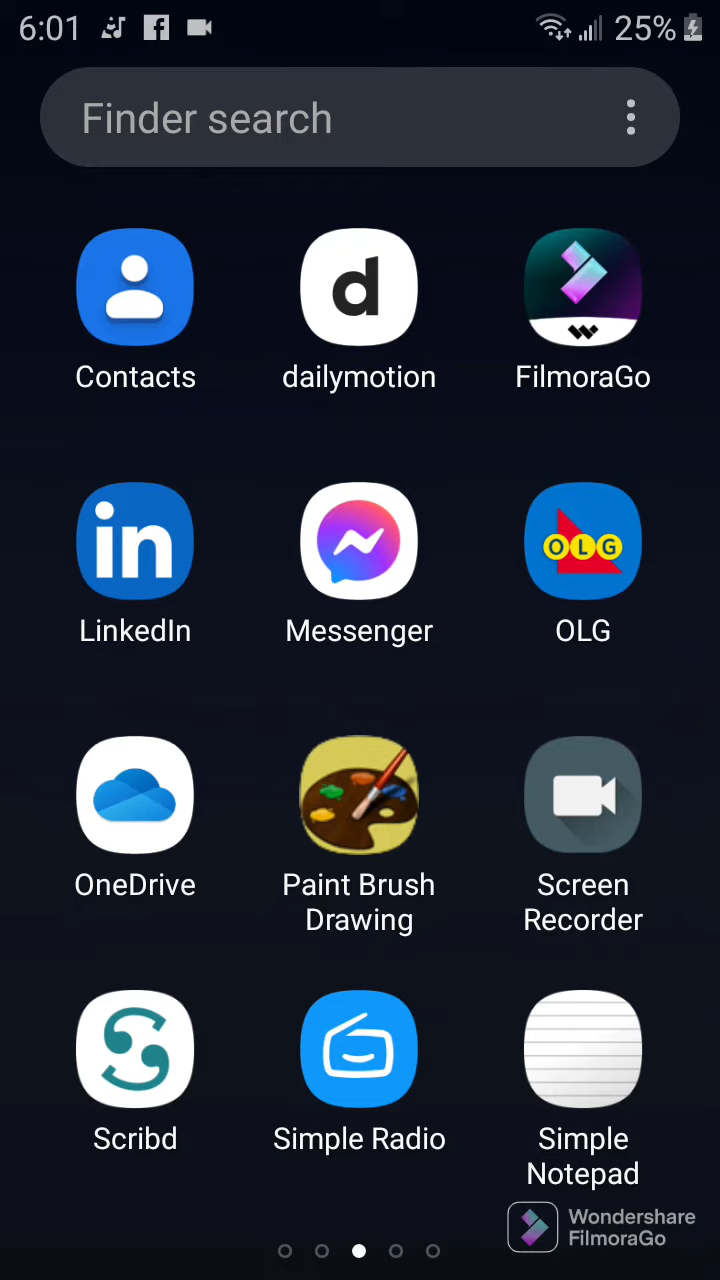 6:01
25%
Finder search
d
Contacts
dailymotion
FilmoraGo
in
OLG
LinkedIn
Messenger
OLG
OneDrive
Paint Brush
Drawing
Screen
Recorder
Scribd
Simple Radio
Simple
Notepad
Wondershare
FilmoraGo